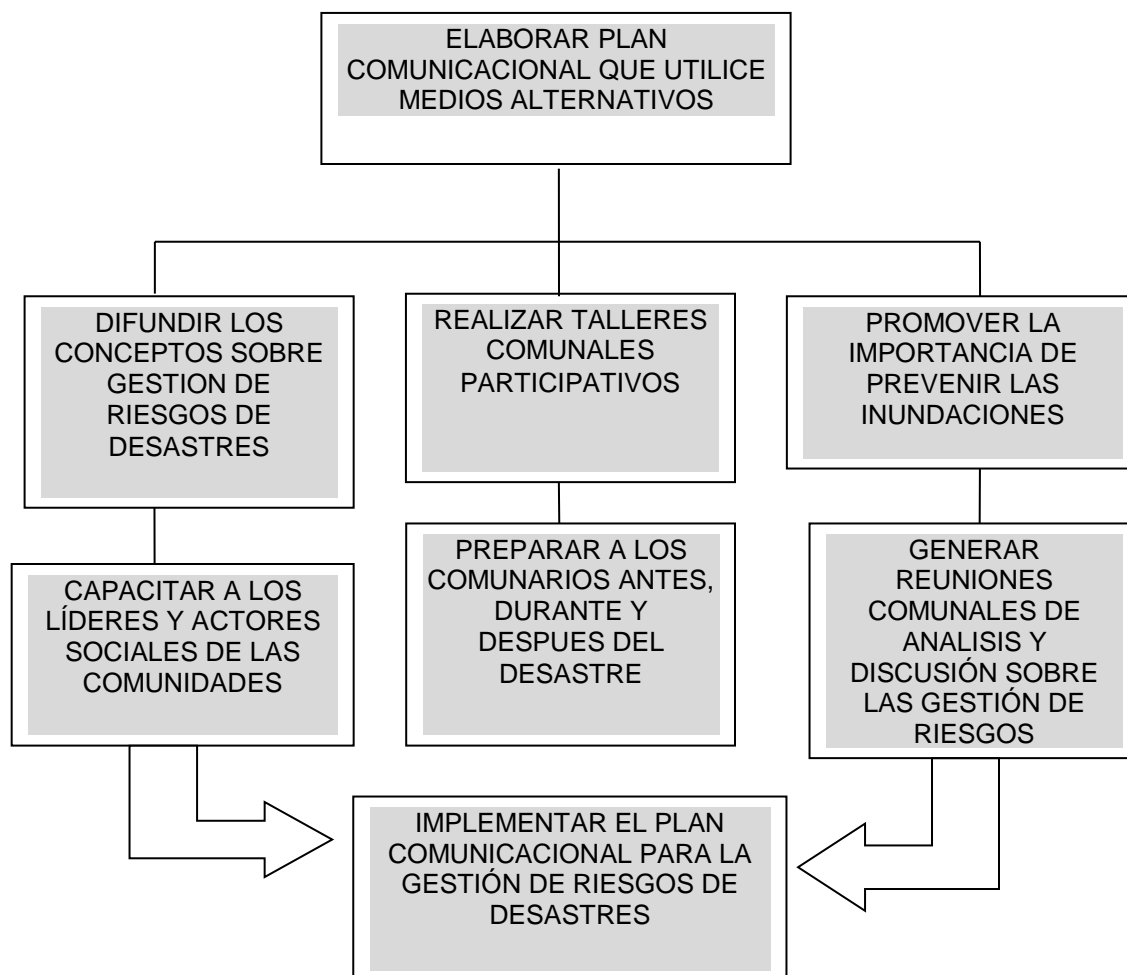 ELABORAR PLAN
COMUNICACIONAL QUE UTILICE
MEDIOS ALTERNATIVOS
DIFUNDIR LOS
CONCEPTOS SOBRE
GESTION DE
RIESGOS DE
DESASTRES
REALIZAR TALLERES
COMUNALES
PARTICIPATIVOS
PROMOVER LA
IMPORTANCIA DE
PREVENIR LAS
INUNDACIONES
CAPACITAR A LOS
LÍDERES Y ACTORES
SOCIALES DE LAS
COMUNIDADES
PREPARAR A LOS
COMUNARIOS ANTES,
DURANTE Y
DESPUES DEL
DESASTRE
GENERAR
REUNIONES
COMUNALES DE
ANALISIS Y
DISCUSIÓN SOBRE
LAS GESTIÓN DE
RIESGOS
IMPLEMENTAR EL PLAN
COMUNICACIONAL PARA LA
GESTIÓN DE RIESGOS DE
DESASTRES